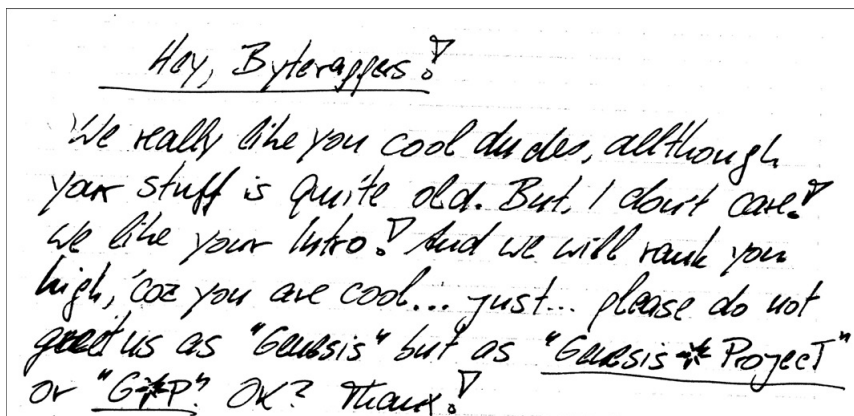 Hey, Byterappers!
We really like you cool dudes, allthough
your stuff is quite old. But, I don't care!
We like your Intro! And we will rank you
high, 'coz you are cool... just... please do not
greet us as "Genesis" but as "Genesis*Project"
or "G*P". OK? Thanx!